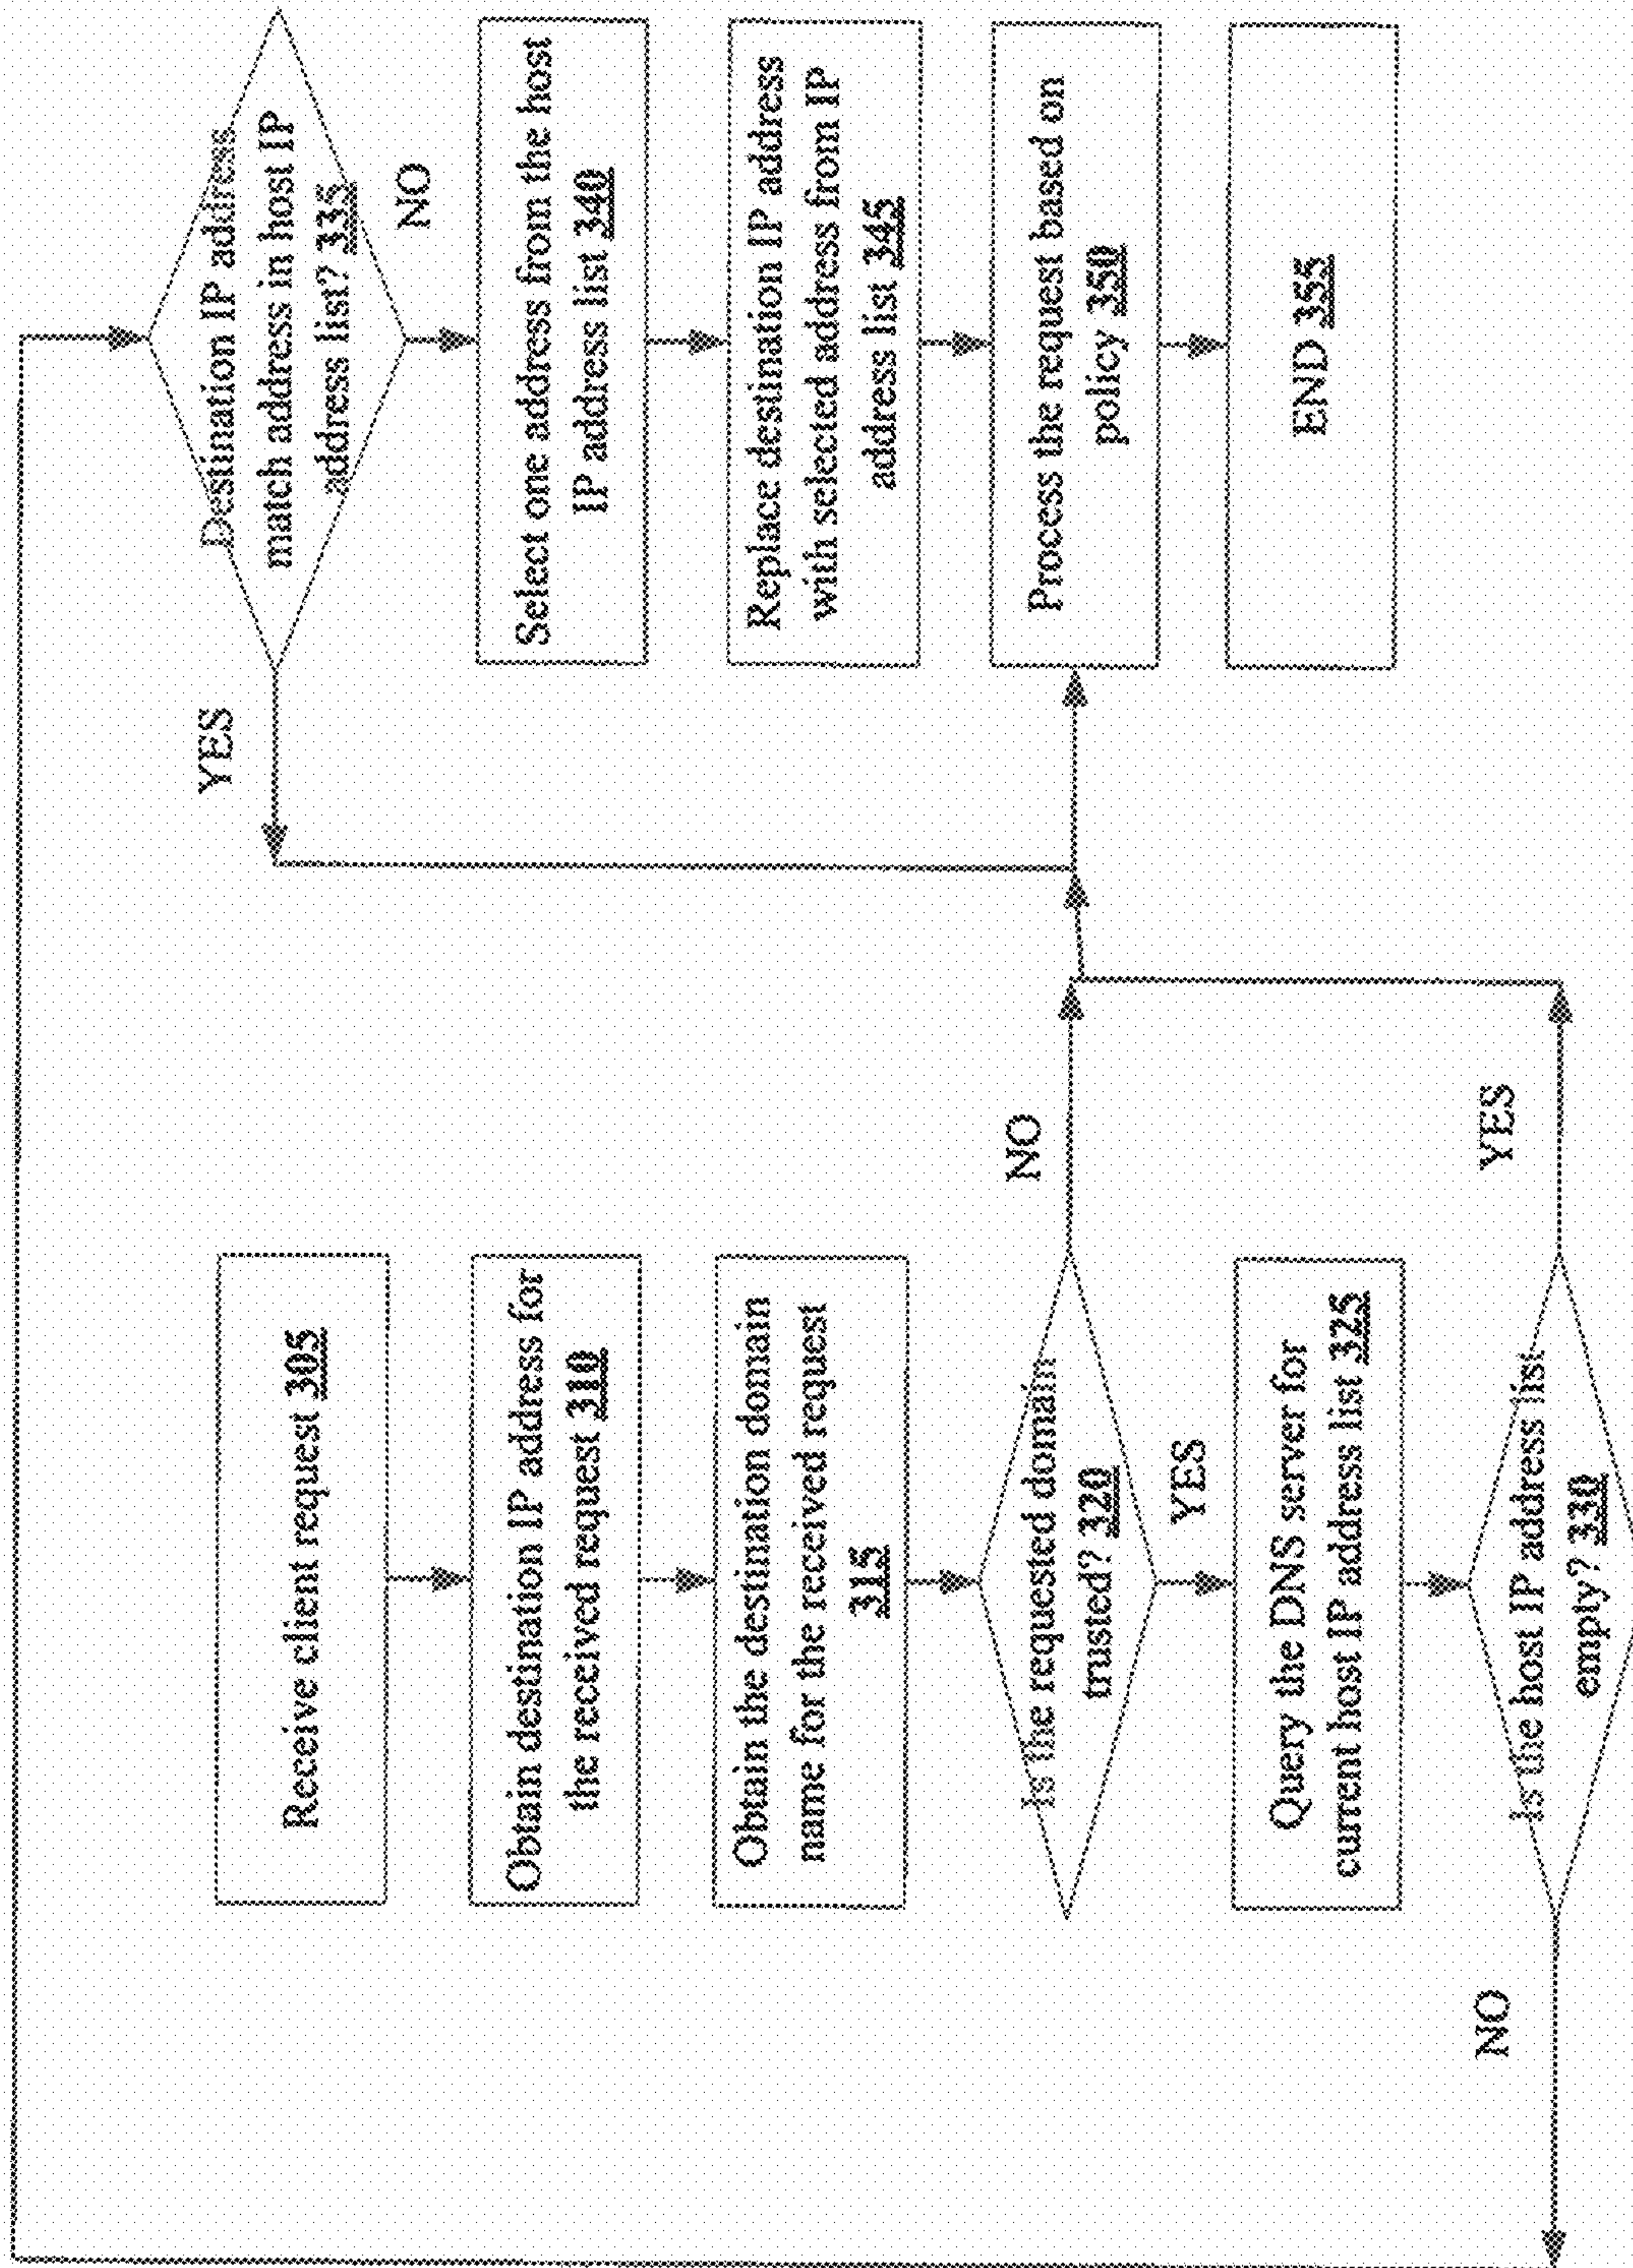 Receive client request 305
Obtain destination IP address for
the received request 310
Obtain the destination domain
name for the received request
315
Is the requested domain
trusted? 320
NO
YES
Query the DNS server for
current host IP address list 325
Is the host IP address list
empty? 330
YES
NO
Destination IP address
match address in host IP
address list? 335
YES
NO
Select one address from the host
IP address list 340
Replace destination IP address
with selected address from IP
address list 345
Process the request based on
policy 350
END 355